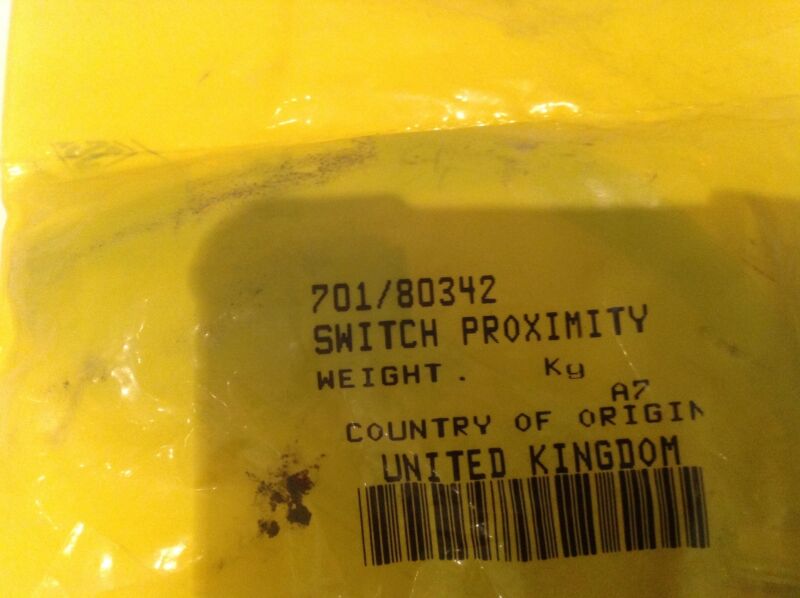 701/80342
SWITCH PROXIMITY
WEIGHT. Kg
A7
COUNTRY OF ORIGIN
UNITED KINGDOM